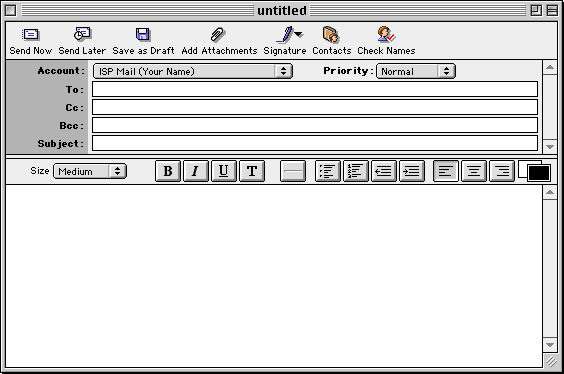 untitled
Send Now Send Later Save as Draft Add Attachments Signature Contacts Check Names
Account: ISP Mail (Your Name) Priority: Normal
To:
Cc:
Bcc:
Subject:
Size Medium B I U T